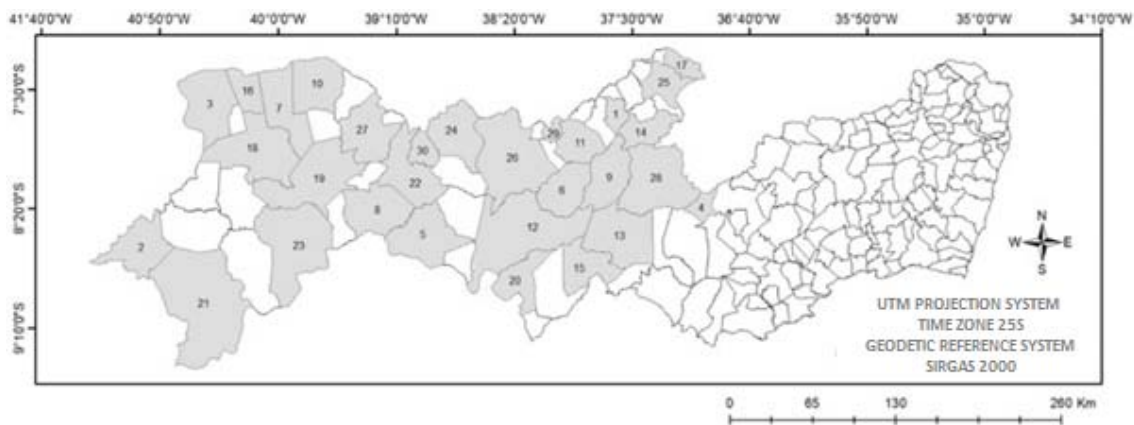 41°40'0"W 40°50'0"W 40°0'0"W 39°10'0"W 38°20'0"W 37°30'0"W 36°40'0"W 35°50'0"W 35°0'0"W 34°10'0"W
7°30'0"S
8°20'0"S
9°10'0"S
17
10
16
25
3
7
1
27
24
29
14
11
18
30
26
19
22
6
9
28
8
4
12
5
13
2
23
15
20
21
N
W E
S
UTM PROJECTION SYSTEM
TIME ZONE 25S
GEODETIC REFERENCE SYSTEM
SIRGAS 2000
0 65 130 260 Km